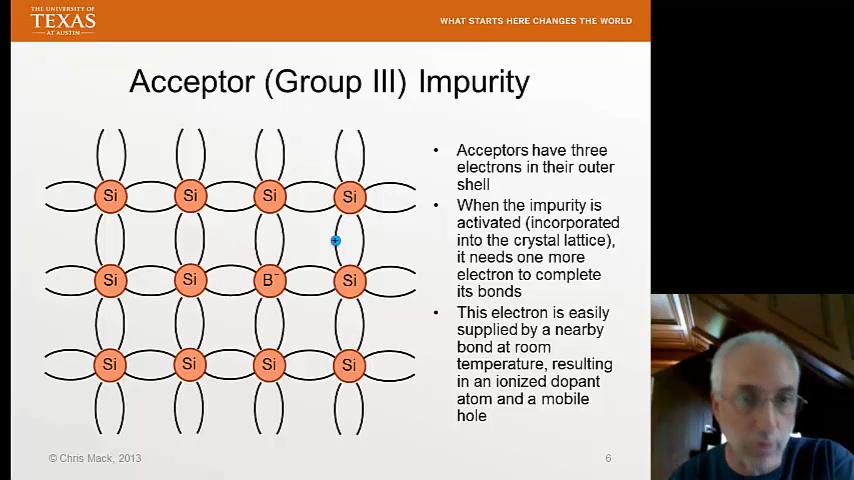 THE UNIVERSITY OF
TEXAS
AT AUSTIN
WHAT STARTS HERE CHANGES THE WORLD
Acceptor (Group III) Impurity
Si Si Si Si
+
Si Si B⁻ Si
Si Si Si Si
• Acceptors have three
electrons in their outer
shell
• When the impurity is
activated (incorporated
into the crystal lattice),
it needs one more
electron to complete
its bonds
• This electron is easily
supplied by a nearby
bond at room
temperature, resulting
in an ionized dopant
atom and a mobile
hole
© Chris Mack, 2013
6